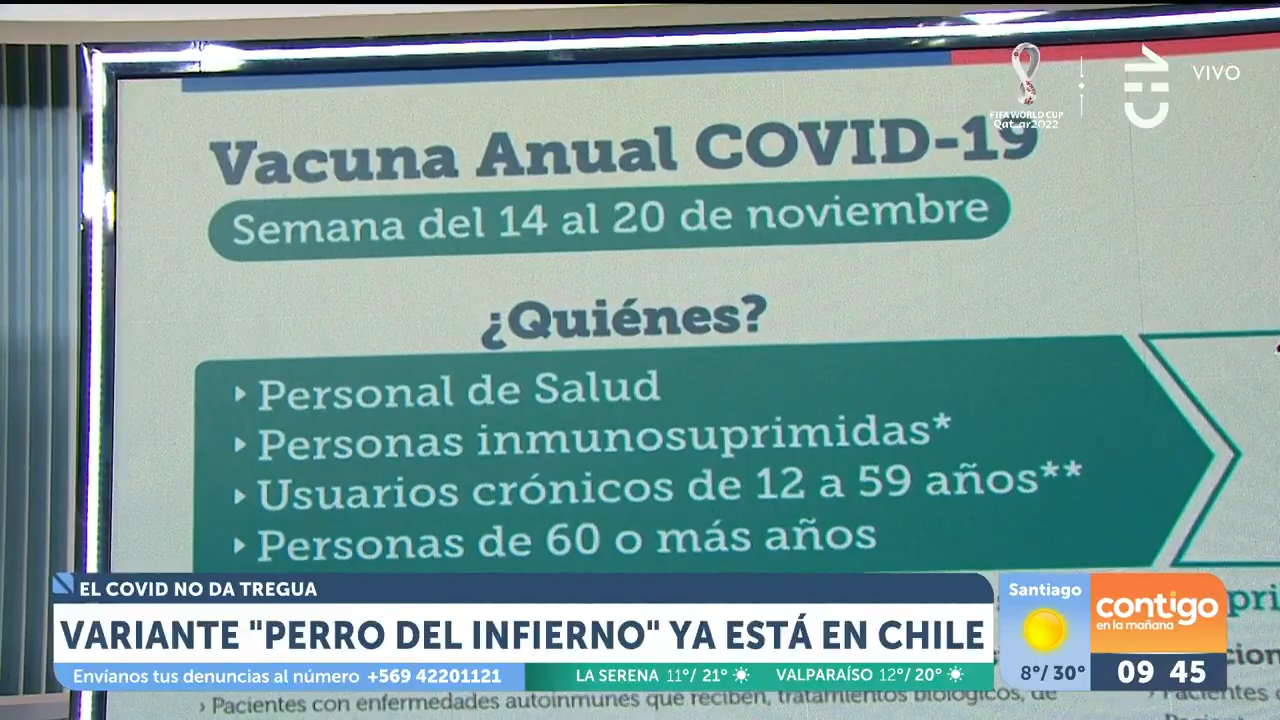 FIFA WORLD CUP
Qatar2022
CHV
VIVO
Vacuna Anual COVID-19
Semana del 14 al 20 de noviembre
¿Quiénes?
‣ Personal de Salud
‣ Personas inmunosuprimidas*
‣ Usuarios crónicos de 12 a 59 años**
‣ Personas de 60 o más años
EL COVID NO DA TREGUA
VARIANTE "PERRO DEL INFIERNO" YA ESTÁ EN CHILE
Envíanos tus denuncias al número +569 42201121
LA SERENA 11°/ 21° VALPARAÍSO 12°/ 20°
Santiago
8°/ 30°
contigo
en la mañana
09 45
› Pacientes con enfermedades autoinmunes que reciben, tratamientos biológicos, de
› Pacientes